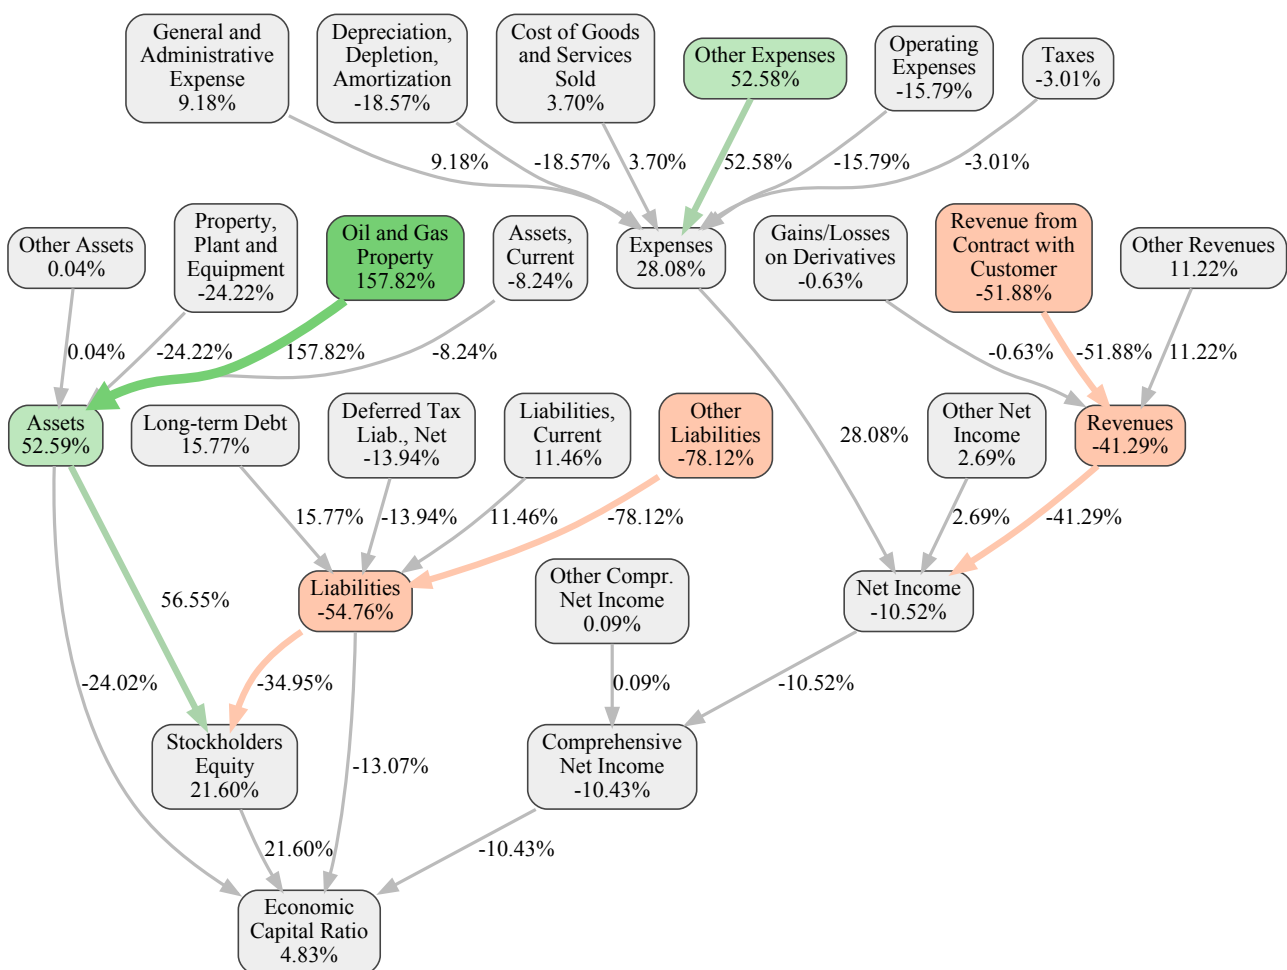 General and
Administrative
Expense
9.18%
Depreciation,
Depletion,
Amortization
-18.57%
Cost of Goods
and Services
Sold
3.70%
Other Expenses
52.58%
Operating
Expenses
-15.79%
Taxes
-3.01%
9.18%
-18.57%
3.70%
52.58%
-15.79%
-3.01%
Other Assets
0.04%
Property,
Plant and
Equipment
-24.22%
Oil and Gas
Property
157.82%
Assets,
Current
-8.24%
Expenses
28.08%
Gains/Losses
on Derivatives
-0.63%
Revenue from
Contract with
Customer
-51.88%
Other Revenues
11.22%
0.04%
-24.22%
157.82%
-8.24%
-0.63%
-51.88%
11.22%
Assets
52.59%
Long-term Debt
15.77%
Deferred Tax
Liab., Net
-13.94%
Liabilities,
Current
11.46%
Other
Liabilities
-78.12%
28.08%
Other Net
Income
2.69%
Revenues
-41.29%
15.77%
-13.94%
11.46%
-78.12%
2.69%
-41.29%
56.55%
Liabilities
-54.76%
Other Compr.
Net Income
0.09%
Net Income
-10.52%
-24.02%
-34.95%
0.09%
-10.52%
Stockholders
Equity
21.60%
-13.07%
Comprehensive
Net Income
-10.43%
21.60%
-10.43%
Economic
Capital Ratio
4.83%